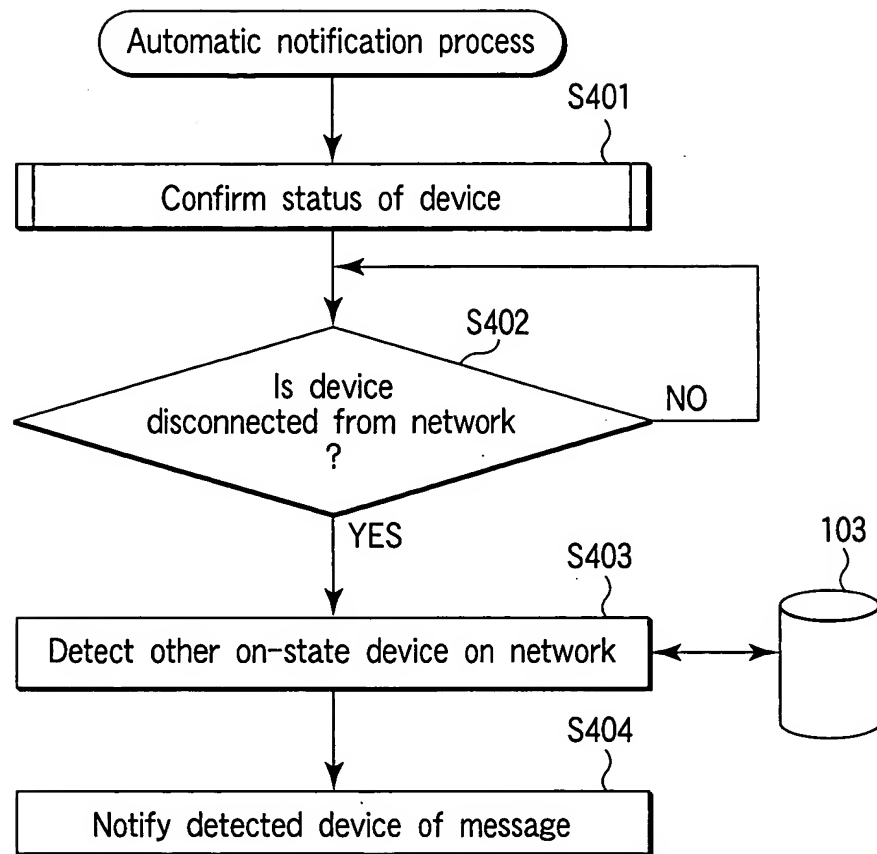 Automatic notification process
S401
Confirm status of device
S402
Is device
disconnected from network
?
NO
YES
S403
103
Detect other on-state device on network
S404
Notify detected device of message